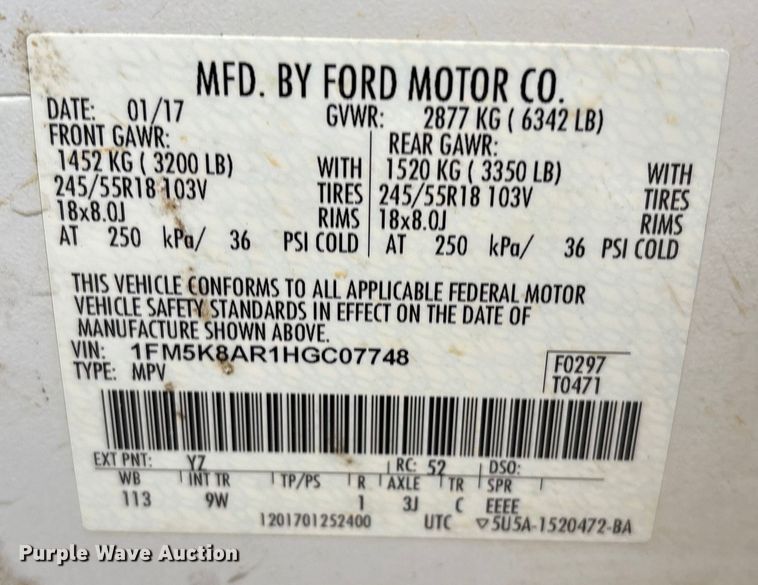 MFD. BY FORD MOTOR CO.
DATE: 01/17 GVWR: 2877 KG ( 6342 LB)
FRONT GAWR: REAR GAWR:
1452 KG ( 3200 LB) WITH 1520 KG ( 3350 LB) WITH
245/55R18 103V TIRES 245/55R18 103V TIRES
18x8.0J RIMS 18x8.0J RIMS
AT 250 kPa/ 36 PSI COLD AT 250 kPa/ 36 PSI COLD
THIS VEHICLE CONFORMS TO ALL APPLICABLE FEDERAL MOTOR
VEHICLE SAFETY STANDARDS IN EFFECT ON THE DATE OF
MANUFACTURE SHOWN ABOVE.
VIN: 1FM5K8AR1HGC07748
TYPE: MPV
F0297
T0471
EXT PNT: YZ RC: 52 DSO:
WB INT TR TP/PS R AXLE TR SPR
113 9W 1 3J C EEEE
1201701252400 UTC ▽5U5A-1520472-BA
Purple Wave Auction